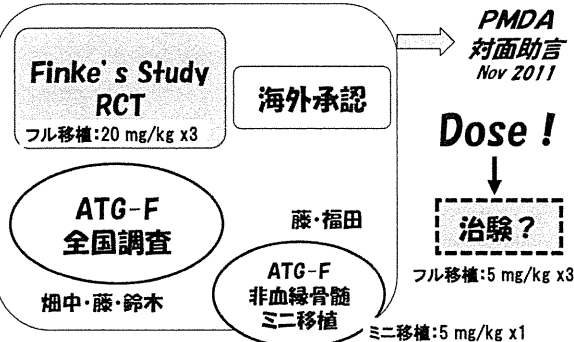 Finke's Study
RCT
フル移植:20 mg/kg x3
海外承認
PMDA
対面助言
Nov 2011
Dose !
治験？
フル移植:5 mg/kg x3
ATG-F
全国調査
畑中・藤・鈴木
藤・福田
ATG-F
非血縁骨髄
ミニ移植
ミニ移植:5 mg/kg x1